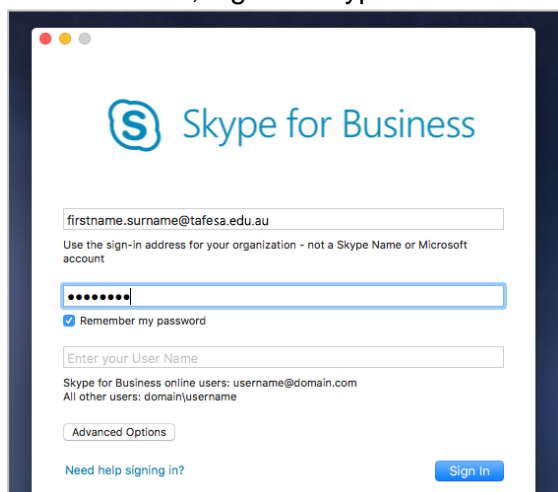 Skype for Business
firstname.surname@tafesa.edu.au
Use the sign-in address for your organization - not a Skype Name or Microsoft
account
Remember my password
Enter your User Name
Skype for Business online users: username@domain.com
All other users: domain\username
Advanced Options
Need help signing in?
Sign In